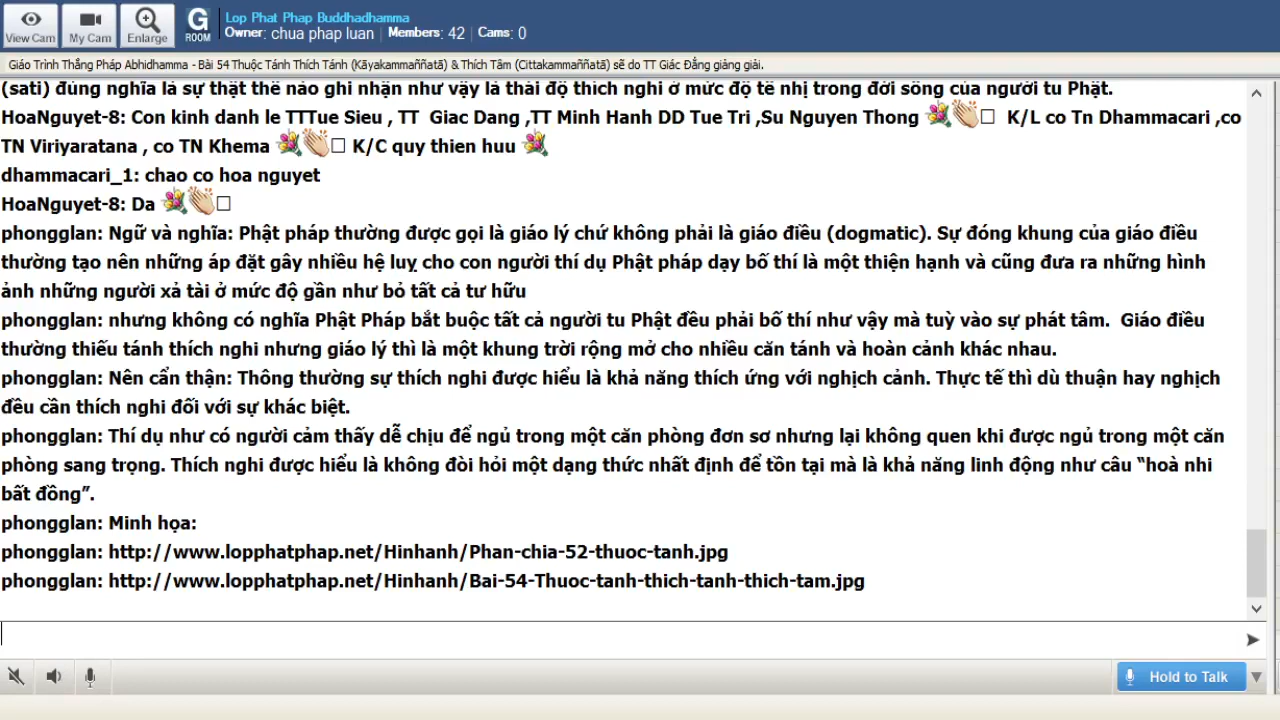 View Cam
My Cam
Enlarge
G
ROOM
Lop Phat Phap Buddhadhamma
Owner: chua phap luan | Members: 42 | Cams: 0
Giáo Trình Thắng Pháp Abhidhamma - Bài 54 Thuộc Tánh Thích Tánh (Kāyakammaññatā) & Thích Tâm (Cittakammaññatā) sẽ do TT Giác Đẳng giảng giải.
(sati) đúng nghĩa là sự thật thế nào ghi nhận như vậy là thái độ thích nghi ở mức độ tế nhị trong đời sống của người tu Phật.
HoaNguyet-8: Con kinh danh le TTTue Sieu , TT Giac Dang ,TT Minh Hanh DD Tue Tri ,Su Nguyen Thong 💐👏□ K/L co Tn Dhammacari ,co
TN Viriyaratana , co TN Khema 💐👏□ K/C quy thien huu 💐
dhammacari_1: chao co hoa nguyet
HoaNguyet-8: Da 💐👏□
phongglan: Ngữ và nghĩa: Phật pháp thường được gọi là giáo lý chứ không phải là giáo điều (dogmatic). Sự đóng khung của giáo điều
thường tạo nên những áp đặt gây nhiều hệ luỵ cho con người thí dụ Phật pháp dạy bố thí là một thiện hạnh và cũng đưa ra những hình
ảnh những người xả tài ở mức độ gần như bỏ tất cả tư hữu
phongglan: nhưng không có nghĩa Phật Pháp bắt buộc tất cả người tu Phật đều phải bố thí như vậy mà tuỳ vào sự phát tâm. Giáo điều
thường thiếu tánh thích nghi nhưng giáo lý thì là một khung trời rộng mở cho nhiều căn tánh và hoàn cảnh khác nhau.
phongglan: Nên cẩn thận: Thông thường sự thích nghi được hiểu là khả năng thích ứng với nghịch cảnh. Thực tế thì dù thuận hay nghịch
đều cần thích nghi đối với sự khác biệt.
phongglan: Thí dụ như có người cảm thấy dễ chịu để ngủ trong một căn phòng đơn sơ nhưng lại không quen khi được ngủ trong một căn
phòng sang trọng. Thích nghi được hiểu là không đòi hỏi một dạng thức nhất định để tồn tại mà là khả năng linh động như câu “hoà nhi
bất đồng”.
phongglan: Minh họa:
phongglan: http://www.lopphatphap.net/Hinhanh/Phan-chia-52-thuoc-tanh.jpg
phongglan: http://www.lopphatphap.net/Hinhanh/Bai-54-Thuoc-tanh-thich-tanh-thich-tam.jpg
Hold to Talk